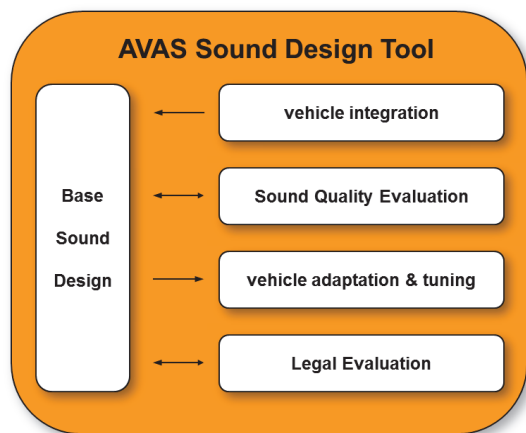 AVAS Sound Design Tool
Base
Sound
Design
vehicle integration
Sound Quality Evaluation
vehicle adaptation & tuning
Legal Evaluation